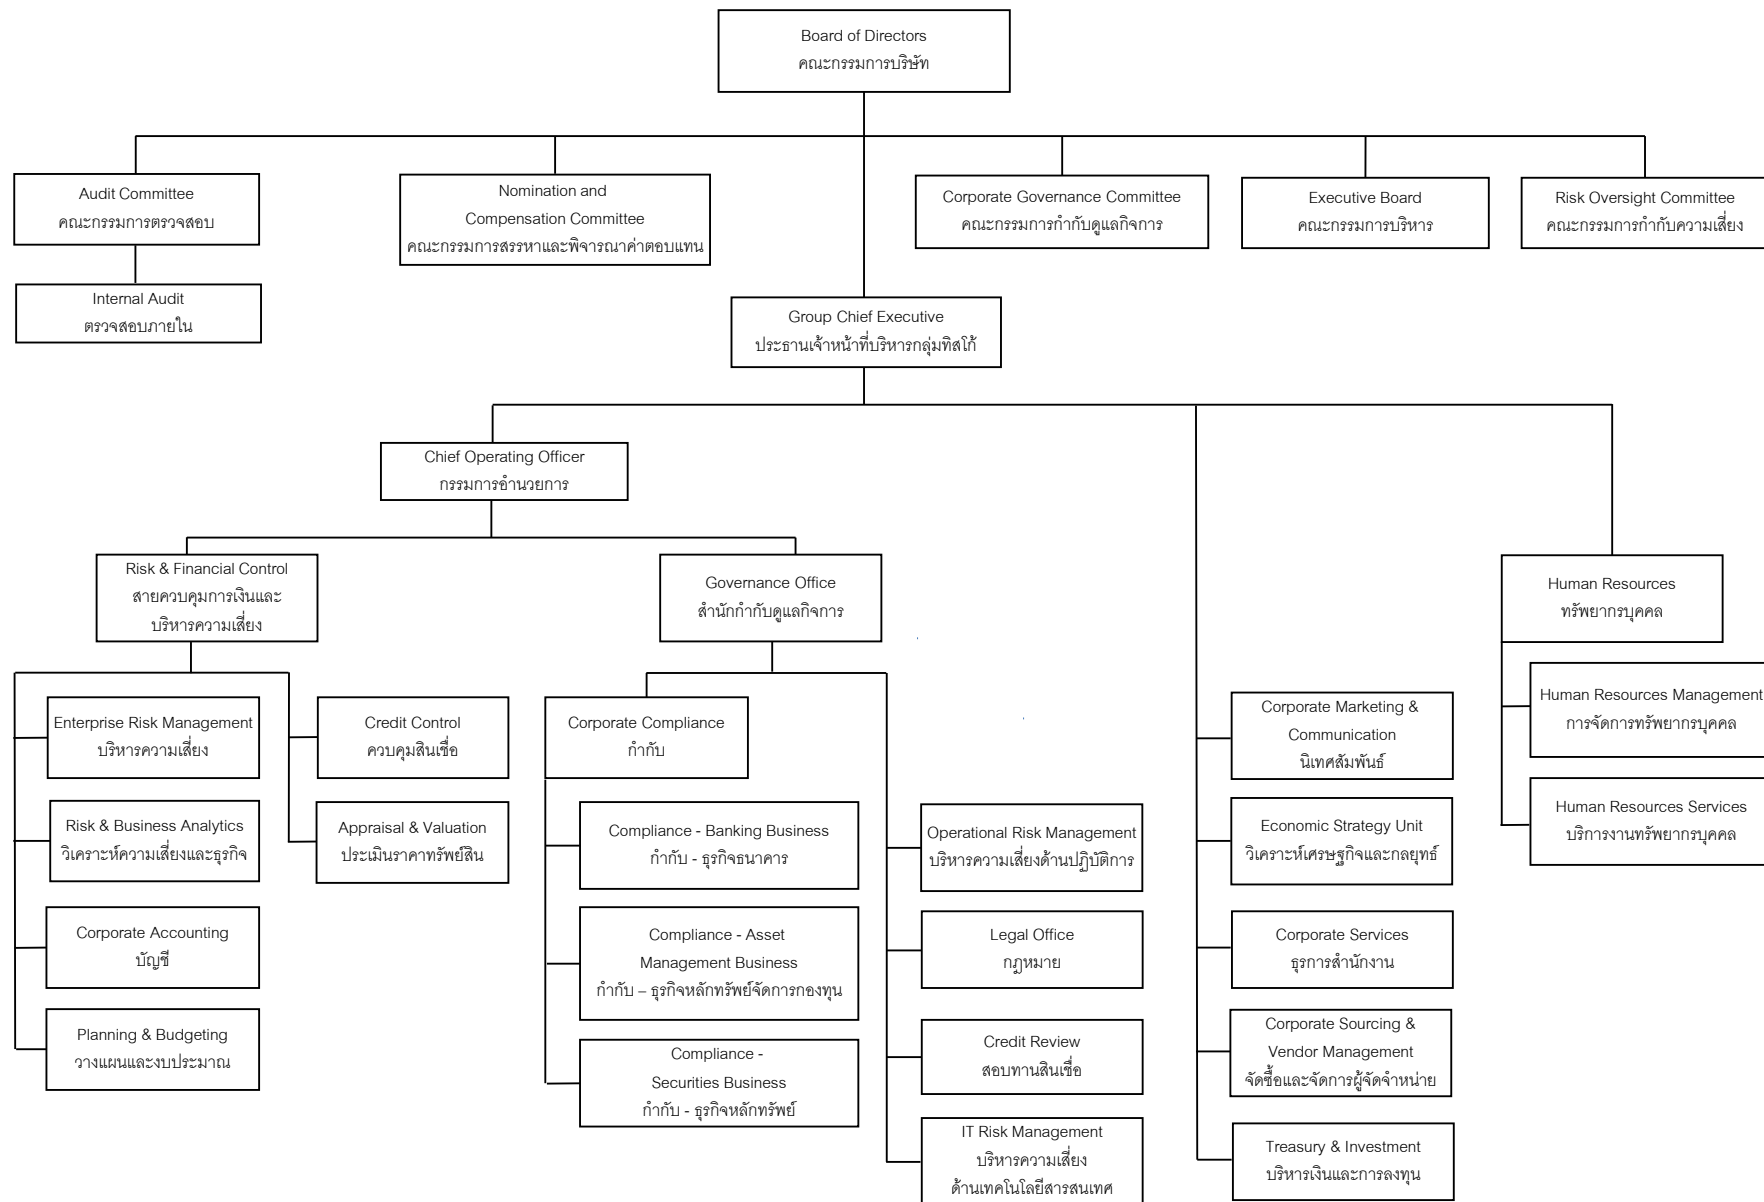 Board of Directors
คณะกรรมการบริษัท
Audit Committee
คณะกรรมการตรวจสอบ
Nomination and
Compensation Committee
คณะกรรมการสรรหาและพิจารณาค่าตอบแทน
Corporate Governance Committee
คณะกรรมการกำกับดูแลกิจการ
Executive Board
คณะกรรมการบริหาร
Risk Oversight Committee
คณะกรรมการกำกับความเสี่ยง
Internal Audit
ตรวจสอบภายใน
Group Chief Executive
ประธานเจ้าหน้าที่บริหารกลุ่มทิสโก้
Chief Operating Officer
กรรมการอำนวยการ
Risk & Financial Control
สายควบคุมการเงินและ
บริหารความเสี่ยง
Governance Office
สำนักกำกับดูแลกิจการ
Human Resources
ทรัพยากรบุคคล
Enterprise Risk Management
บริหารความเสี่ยง
Risk & Business Analytics
วิเคราะห์ความเสี่ยงและธุรกิจ
Corporate Accounting
บัญชี
Planning & Budgeting
วางแผนและงบประมาณ
Credit Control
ควบคุมสินเชื่อ
Appraisal & Valuation
ประเมินราคาทรัพย์สิน
Corporate Compliance
กำกับ
Compliance - Banking Business
กำกับ - ธุรกิจธนาคาร
Compliance - Asset
Management Business
กำกับ – ธุรกิจหลักทรัพย์จัดการกองทุน
Compliance -
Securities Business
กำกับ - ธุรกิจหลักทรัพย์
Operational Risk Management
บริหารความเสี่ยงด้านปฏิบัติการ
Legal Office
กฎหมาย
Credit Review
สอบทานสินเชื่อ
IT Risk Management
บริหารความเสี่ยง
ด้านเทคโนโลยีสารสนเทศ
Corporate Marketing &
Communication
นิเทศสัมพันธ์
Economic Strategy Unit
วิเคราะห์เศรษฐกิจและกลยุทธ์
Corporate Services
ธุรการสำนักงาน
Corporate Sourcing &
Vendor Management
จัดซื้อและจัดการผู้จัดจำหน่าย
Treasury & Investment
บริหารเงินและการลงทุน
Human Resources Management
การจัดการทรัพยากรบุคคล
Human Resources Services
บริการงานทรัพยากรบุคคล